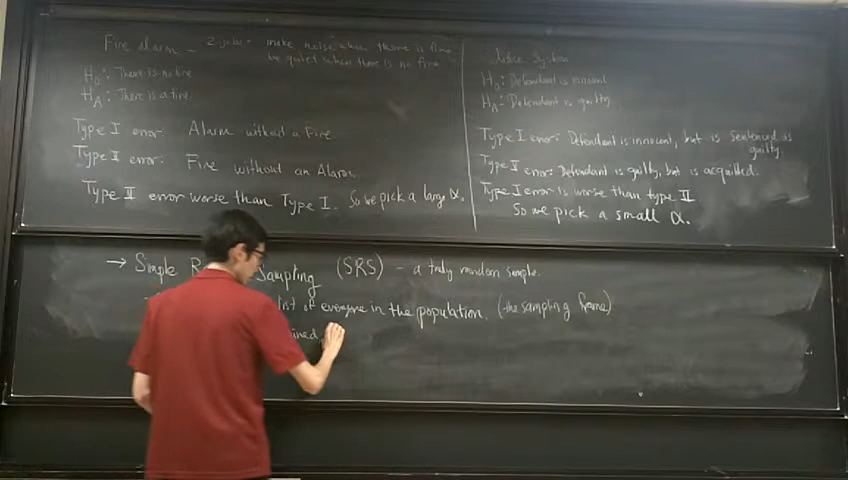 Fire alarm - 2 jobs: make noise when there is fire
be quiet when there is no fire
H0: There is no fire
HA: There is a fire
Type I error: Alarm without a Fire
Type II error: Fire without an Alarm
Type II error worse than Type I. So we pick a large α.
Justice System
H0: Defendant is innocent
HA: Defendant is guilty
Type I error: Defendant is innocent, but is sentenced as
guilty.
Type II error: Defendant is guilty, but is acquitted.
Type I error is worse than type II
So we pick a small α.
→ Simple R Sampling (SRS) - a truly random sample.
list of everyone in the population. (the sampling frame)